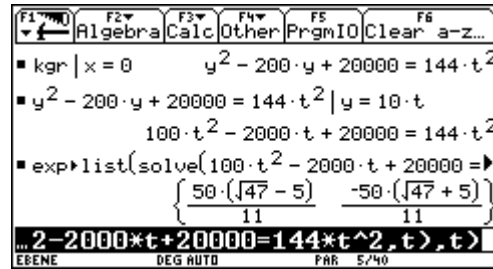 F1 F2 F3 F4 F5 F6
Algebra Calc Other PrgmIO Clear a-z…
▪ kgr | x = 0 y² - 200·y + 20000 = 144·t²
▪ y² - 200·y + 20000 = 144·t² | y = 10·t
100·t² - 2000·t + 20000 = 144·t²
▪ exp▸list(solve(100·t² - 2000·t + 20000 =▶
{50·(√47 - 5)/11 -50·(√47 + 5)/11}
…2-2000*t+20000=144*t^2,t),t)
EBENE DEG AUTO PAR 5/40